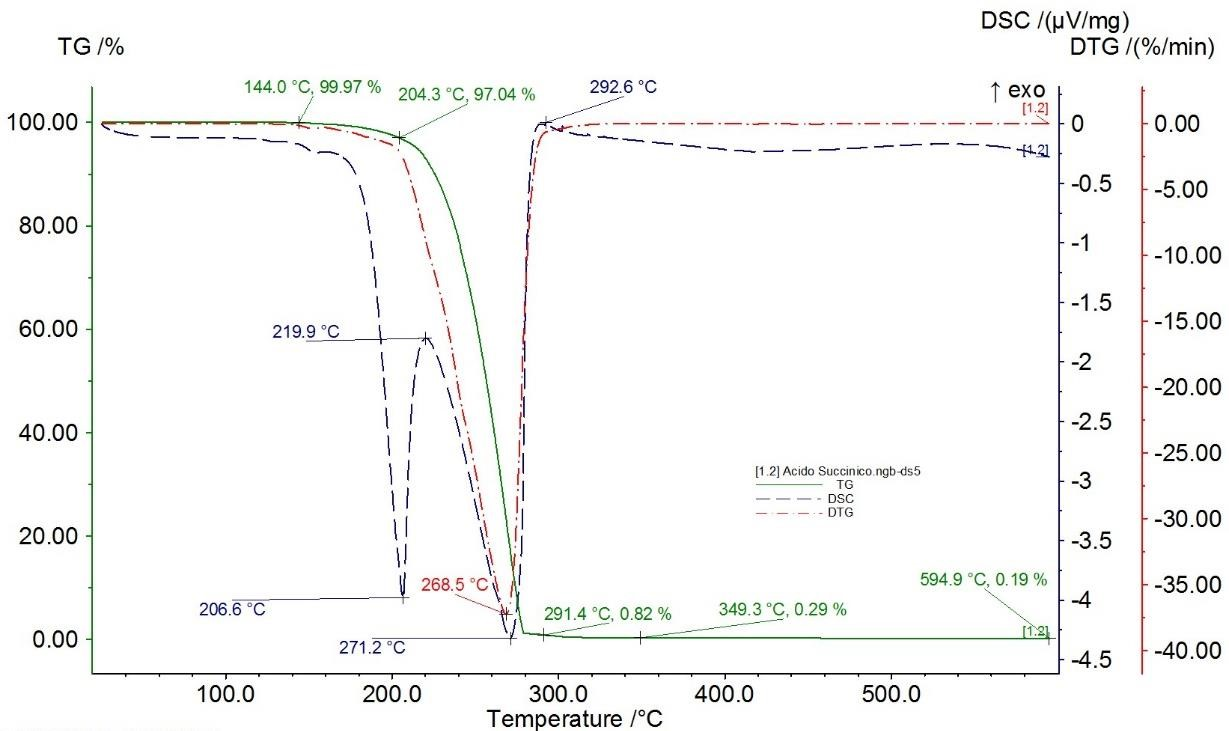 DSC /(µV/mg)
TG /%
DTG /(%/min)
144.0 °C, 99.97 %
204.3 °C, 97.04 %
292.6 °C
↑ exo
[1.2]
100.00
0
0.00
[1.2]
-0.5
-5.00
80.00
-1
-10.00
-1.5
-15.00
219.9 °C
60.00
-2
-20.00
40.00
-2.5
-25.00
[1.2] Acido Succinico.ngb-ds5
TG
DSC
DTG
-3
20.00
-30.00
-3.5
268.5 °C
594.9 °C, 0.19 %
-35.00
206.6 °C
291.4 °C, 0.82 %
349.3 °C, 0.29 %
-4
0.00
[1.2]
271.2 °C
-40.00
-4.5
100.0
200.0
300.0
400.0
500.0
Temperature /°C